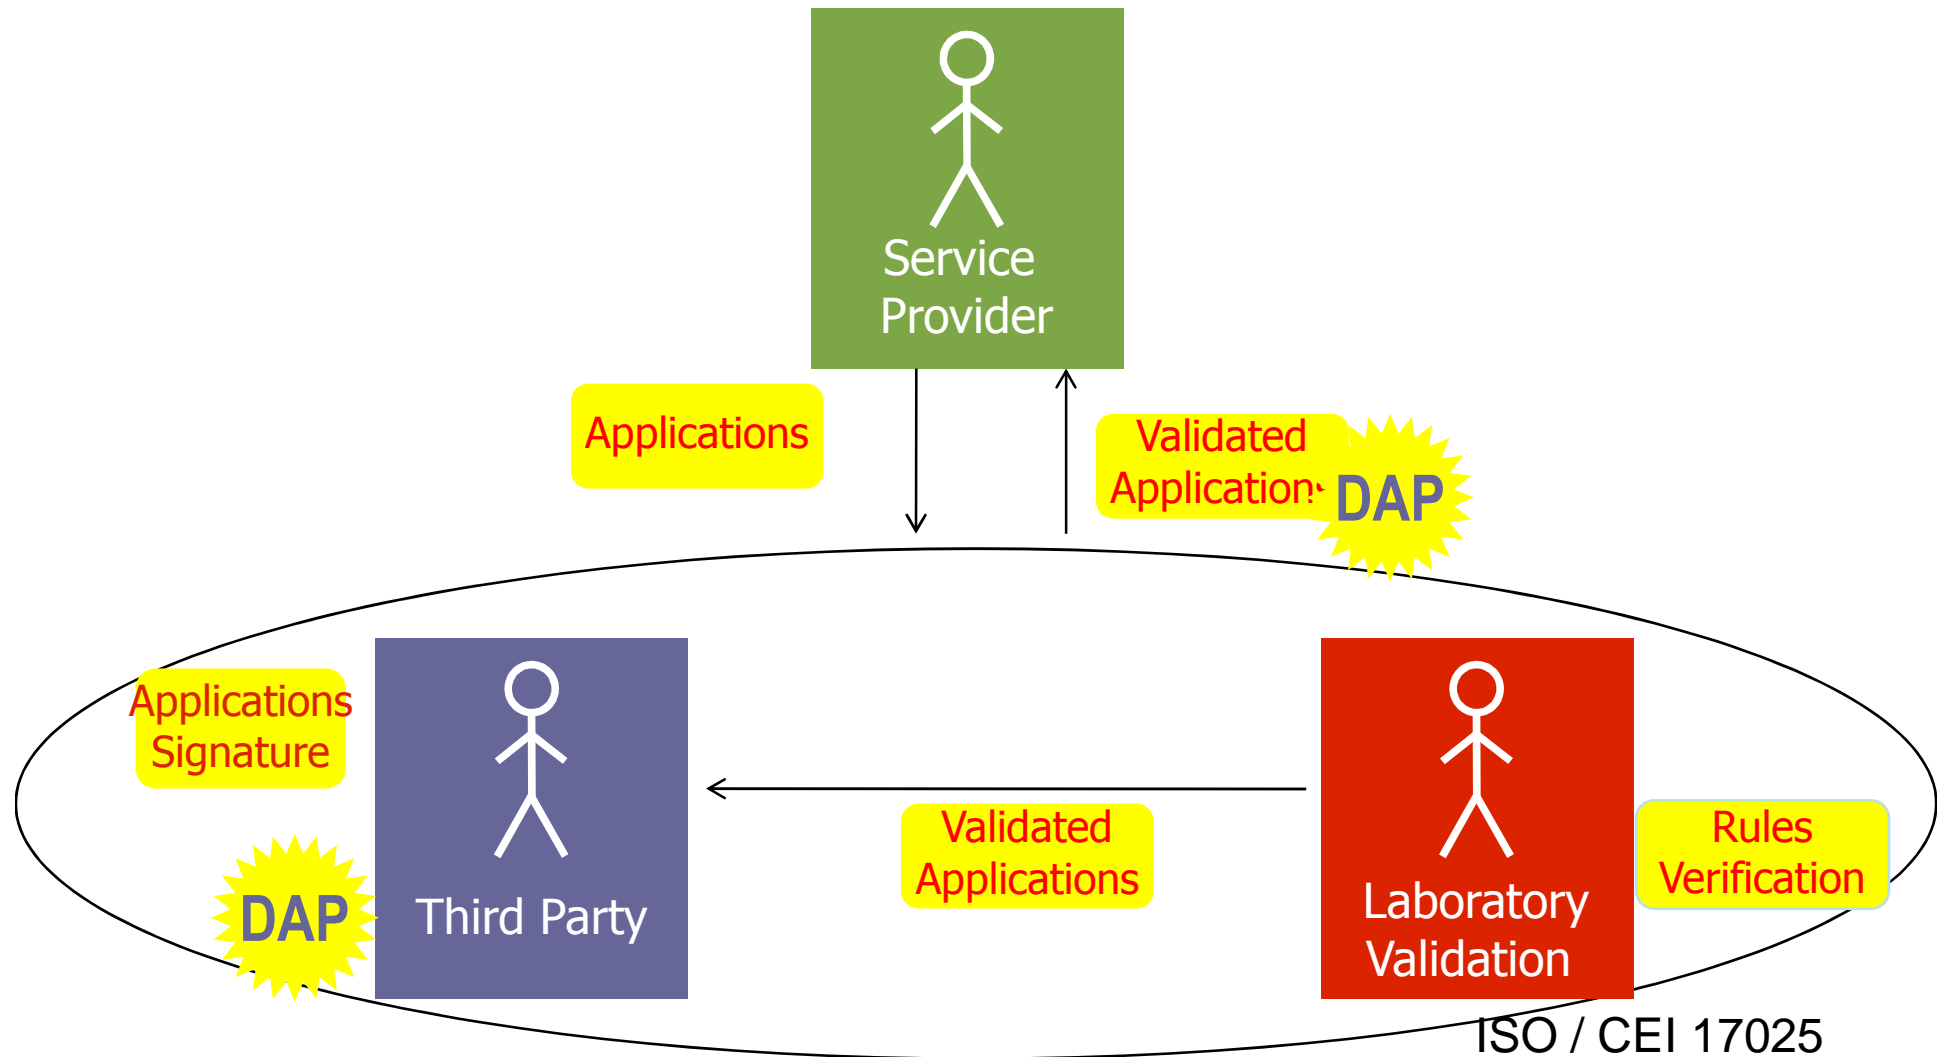 Service
Provider
Applications
Validated
Application
DAP
Applications
Signature
DAP
Third Party
Validated
Applications
Laboratory
Validation
Rules
Verification
ISO / CEI 17025